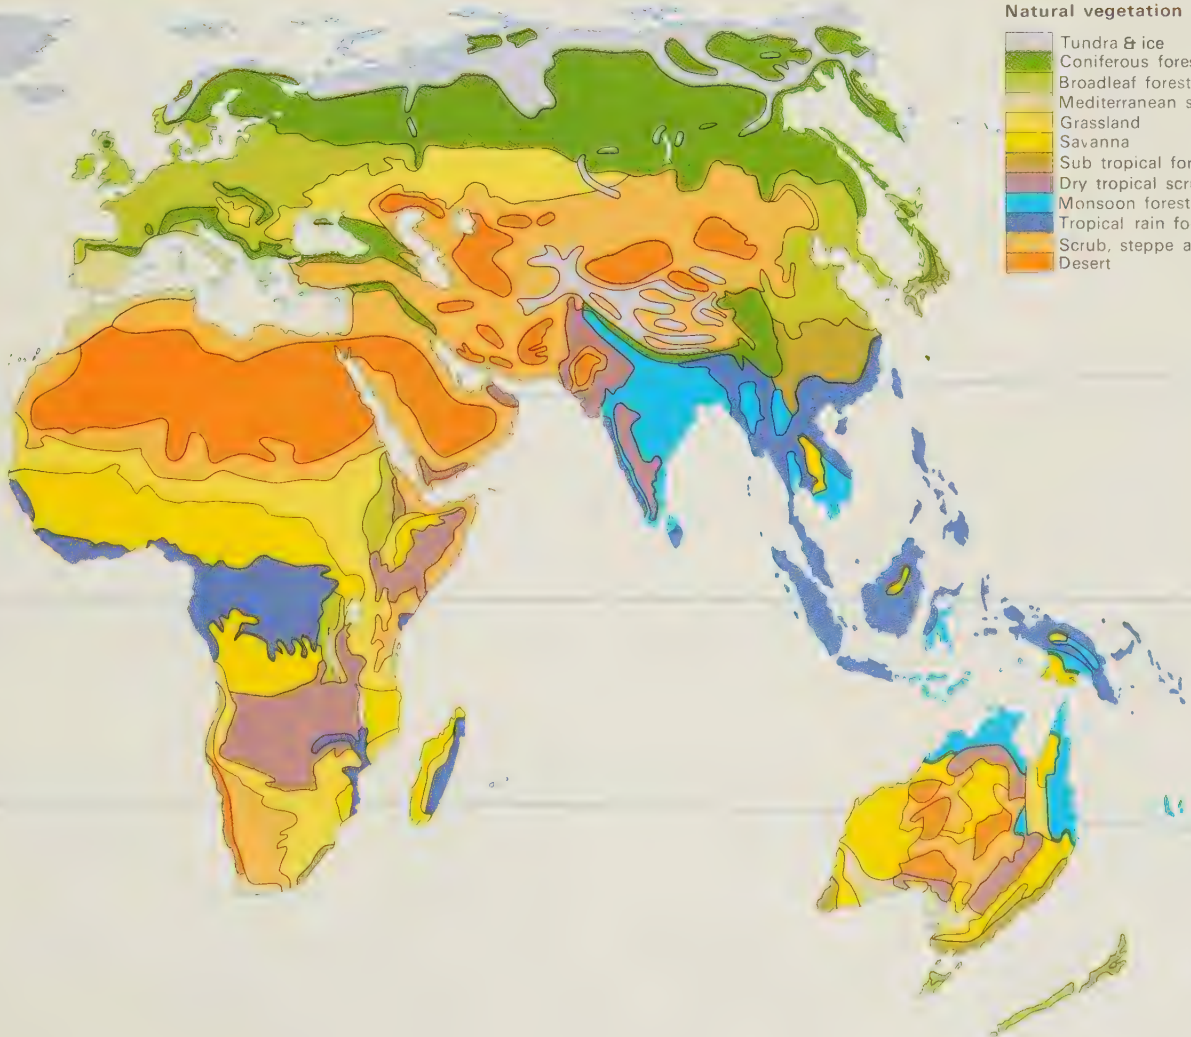 Natural vegetation
Tundra & ice
Coniferous fores
Broadleaf forest
Mediterranean s
Grassland
Savanna
Sub tropical for
Dry tropical scr
Monsoon forest
Tropical rain fo
Scrub, steppe a
Desert